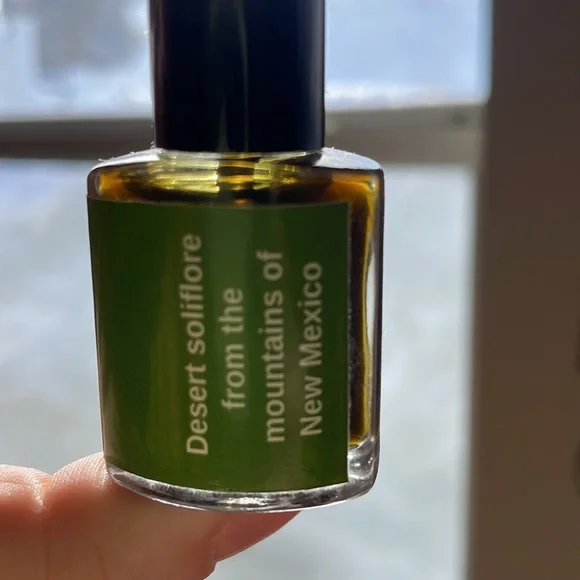 Desert soliflore
from the
mountains of
New Mexico